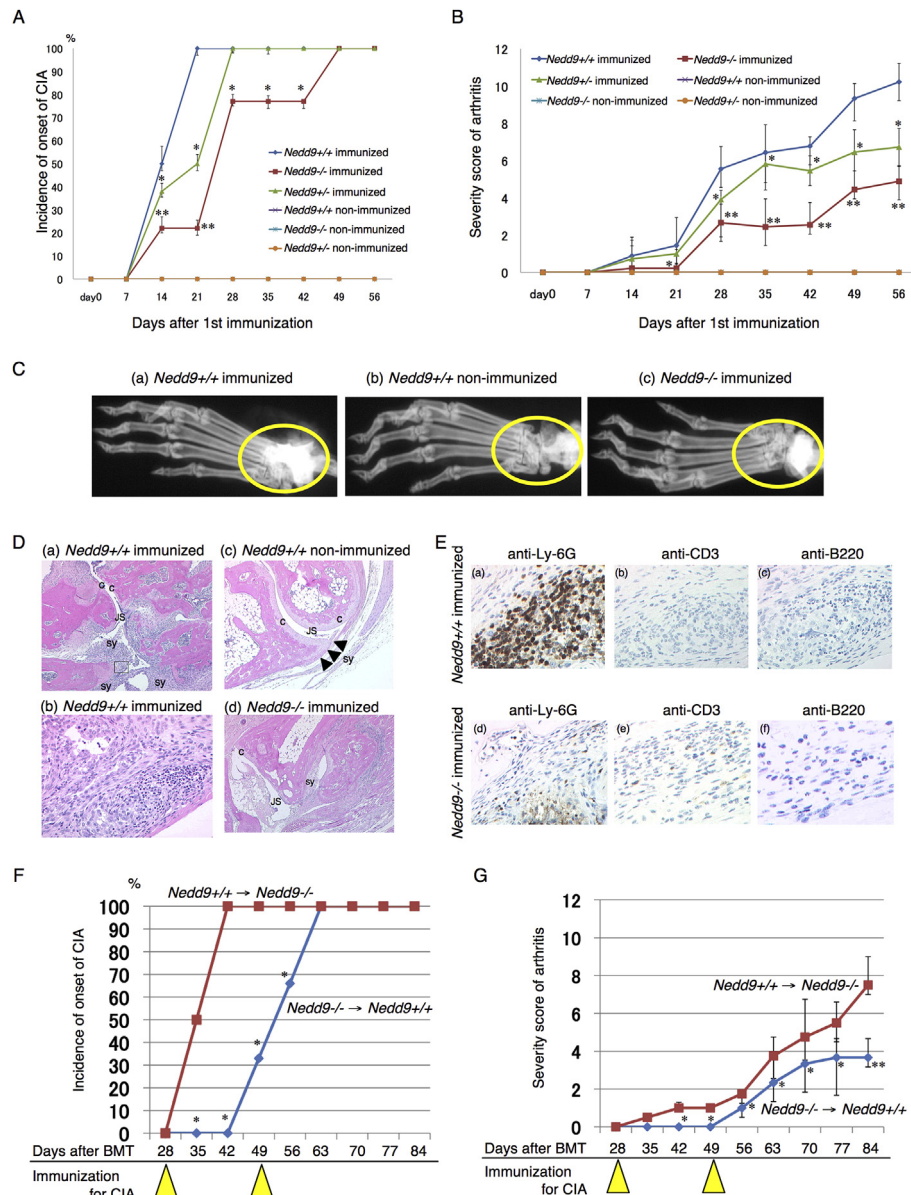 A
%
Incidence of onset of CIA
100
90
80
70
60
50
40
30
20
10
0
*
*
**
**
*
*
*
Nedd9+/+ immunized
Nedd9−/− immunized
Nedd9+/− immunized
Nedd9+/+ non-immunized
Nedd9−/− non-immunized
Nedd9+/− non-immunized
day0 7 14 21 28 35 42 49 56
Days after 1st immunization
B
Severity score of arthritis
12
10
8
6
4
2
0
Nedd9+/+ immunized Nedd9−/− immunized
Nedd9+/− immunized Nedd9+/+ non-immunized
Nedd9−/− non-immunized Nedd9+/− non-immunized
*
*
*
*
*
*
**
**
**
**
**
day0 7 14 21 28 35 42 49 56
Days after 1st immunization
C
(a) Nedd9+/+ immunized (b) Nedd9+/+ non-immunized (c) Nedd9−/− immunized
D
(a) Nedd9+/+ immunized (c) Nedd9+/+ non-immunized
G C
JS
sy
sy sy
C JS C
sy
(b) Nedd9+/+ immunized (d) Nedd9−/− immunized
C
sy
JS
E
anti-Ly-6G anti-CD3 anti-B220
Nedd9+/+ immunized
(a) (b) (c)
anti-Ly-6G anti-CD3 anti-B220
Nedd9−/− immunized
(d) (e) (f)
F
%
Nedd9+/+ → Nedd9−/−
Incidence of onset of CIA
100
90
80
70
60
50
40
30
20
10
0
*
*
*
*
Nedd9−/− → Nedd9+/+
Days after BMT 28 35 42 49 56 63 70 77 84
Immunization
for CIA
G
Severity score of arthritis
12
10
8
6
4
2
0
Nedd9+/+ → Nedd9−/−
*
*
*
*
*
*
**
Nedd9−/− → Nedd9+/+
Days after BMT 28 35 42 49 56 63 70 77 84
Immunization
for CIA